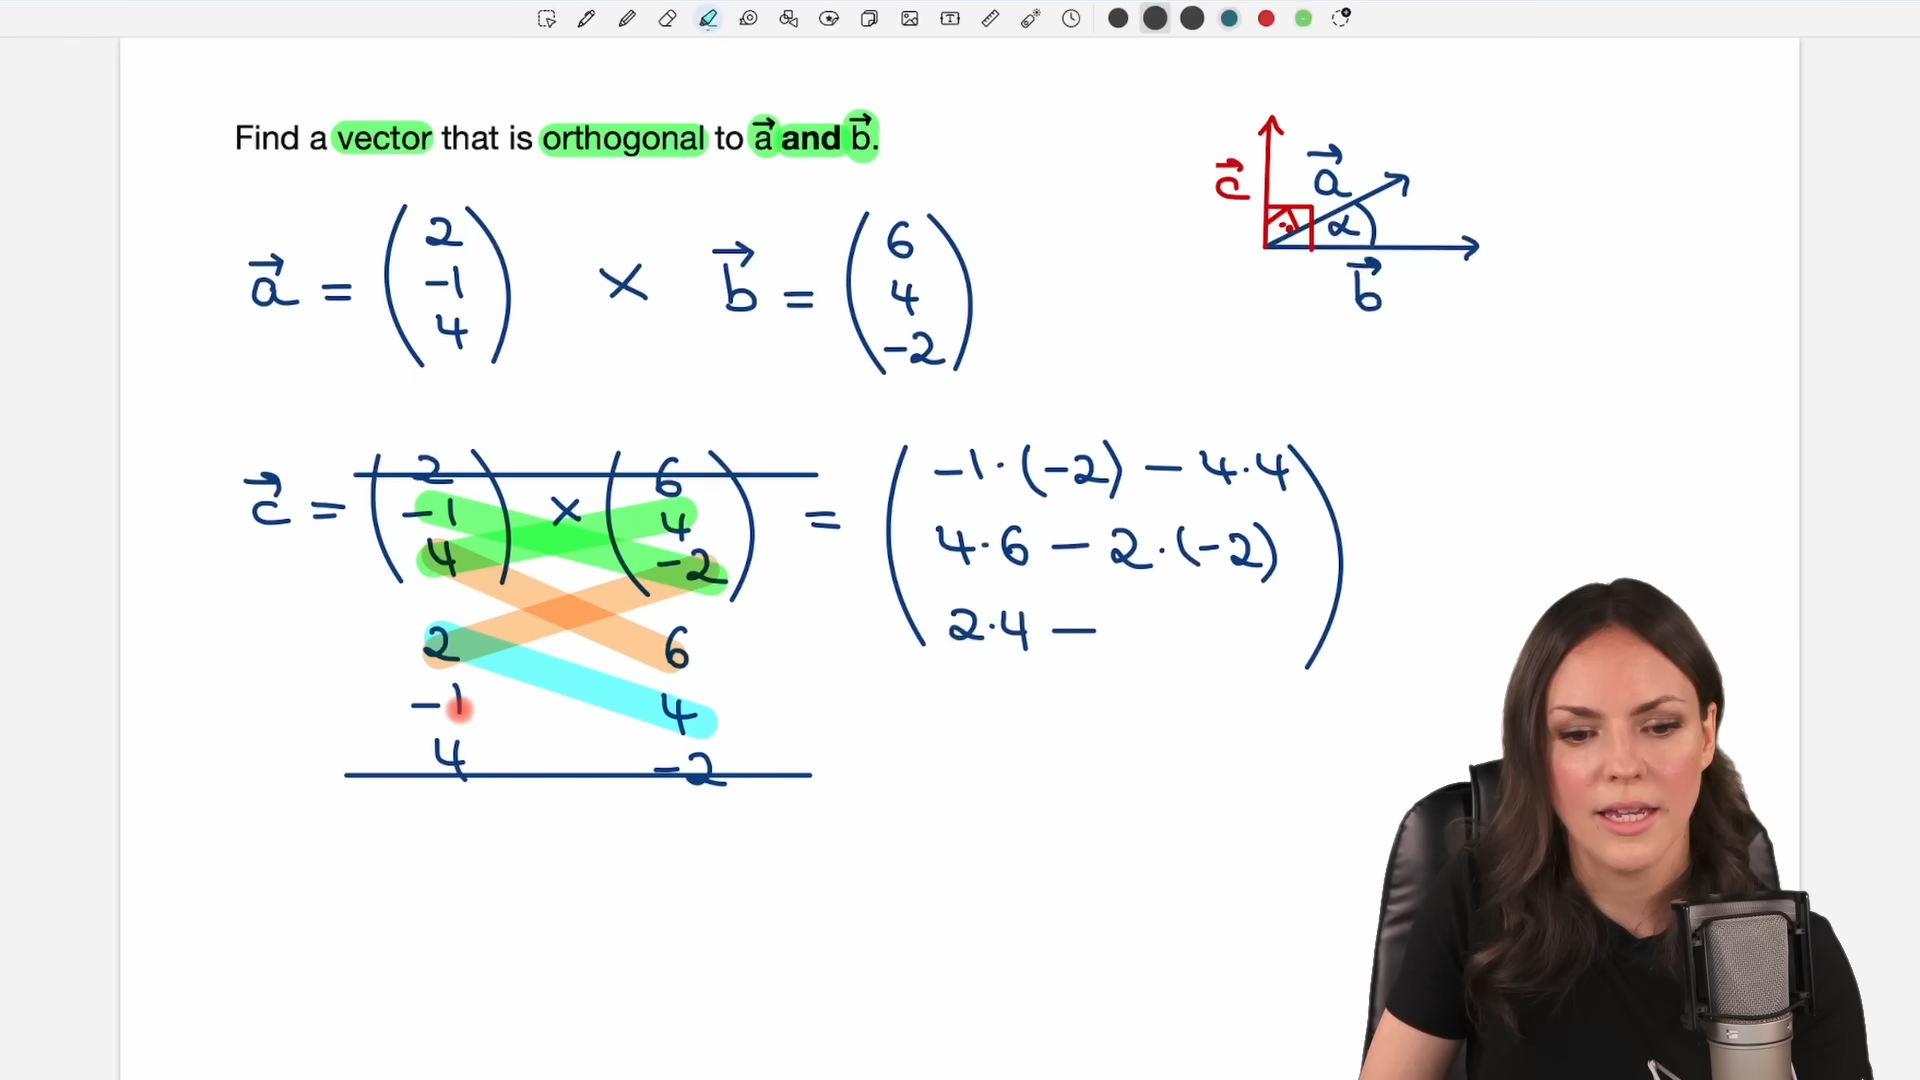 Find a vector that is orthogonal to a⃗ and b⃗.
c⃗ a⃗ α b⃗
a⃗ = (2 -1 4) × b⃗ = (6 4 -2)
c⃗ = (2 -1 4) × (6 4 -2) = (-1·(-2) - 4·4
4·6 - 2·(-2)
2·4 - )
2 6
-1 4
4 -2